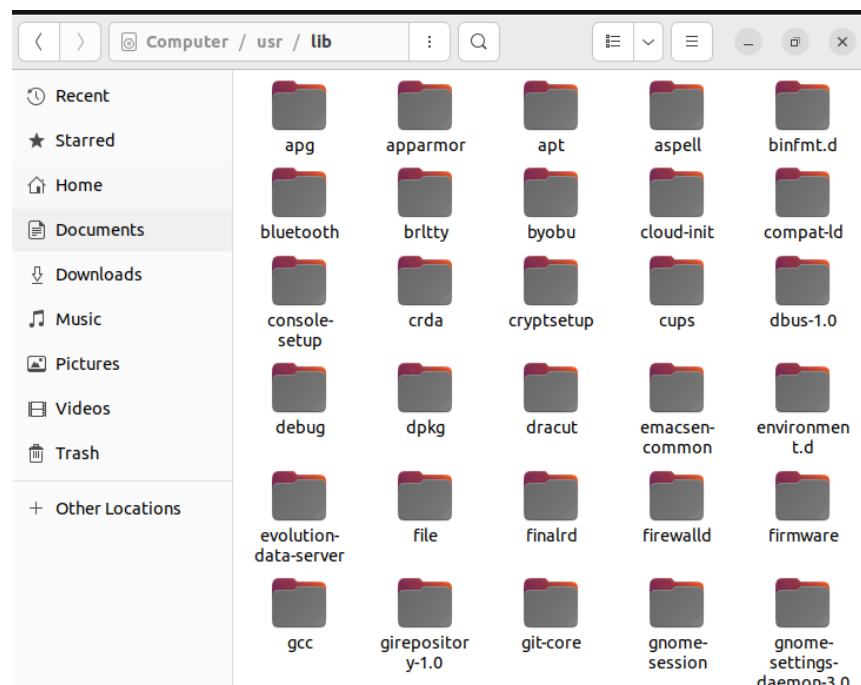 Computer / usr / lib
Recent
Starred
Home
Documents
Downloads
Music
Pictures
Videos
Trash
+ Other Locations
apg apparmor apt aspell binfmt.d
bluetooth brltty byobu cloud-init compat-ld
console- crda cryptsetup cups dbus-1.0
setup
debug dpkg dracut emacsen- environmen
common t.d
evolution- file finalrd firewalld firmware
data-server
gcc girepositor git-core gnome- gnome-
y-1.0 session settings-
daemon-3.0